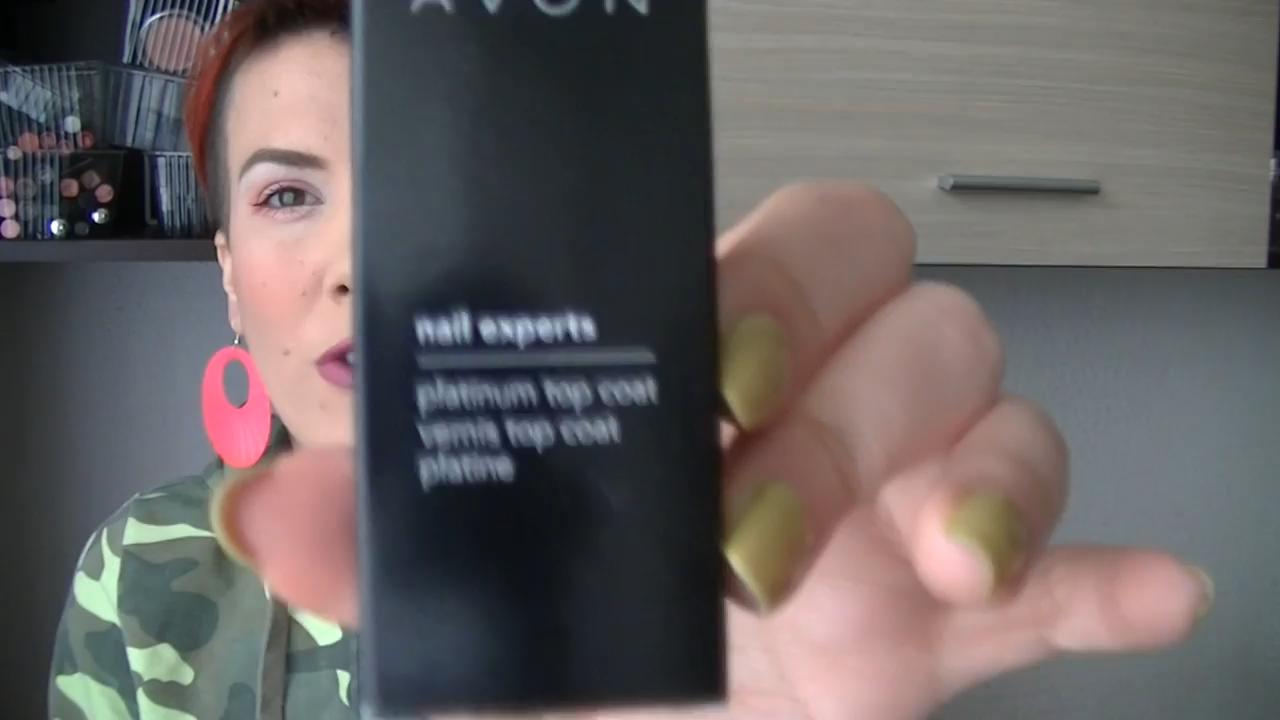 AVON
nail experts
platinum top coat
vernis top coat
platine